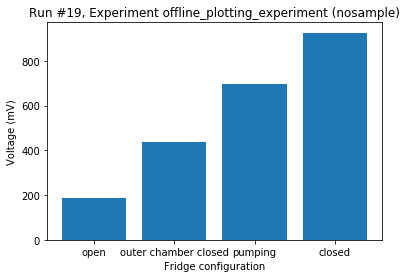 Run #19, Experiment offline_plotting_experiment (nosample)
800
600
400
200
0
Voltage (mV)
open outer chamber closed pumping closed
Fridge configuration